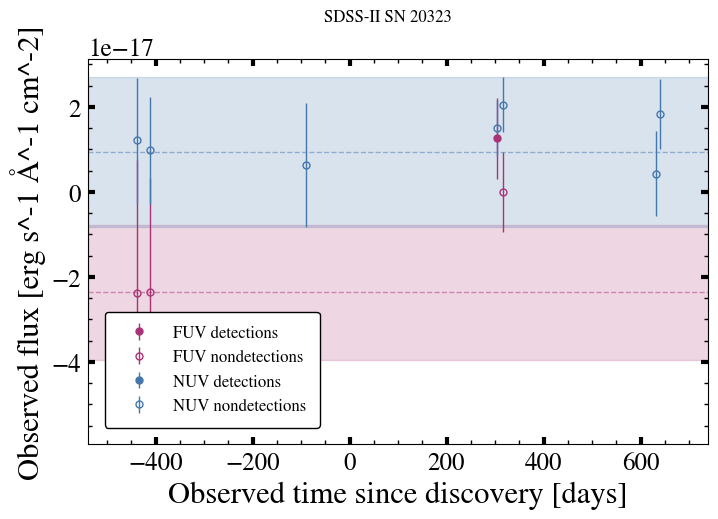 SDSS-II SN 20323
1e−17
Observed flux [erg s^-1 Å^-1 cm^-2]
2
0
−2
−4
FUV detections
FUV nondetections
NUV detections
NUV nondetections
−400 −200 0 200 400 600
Observed time since discovery [days]